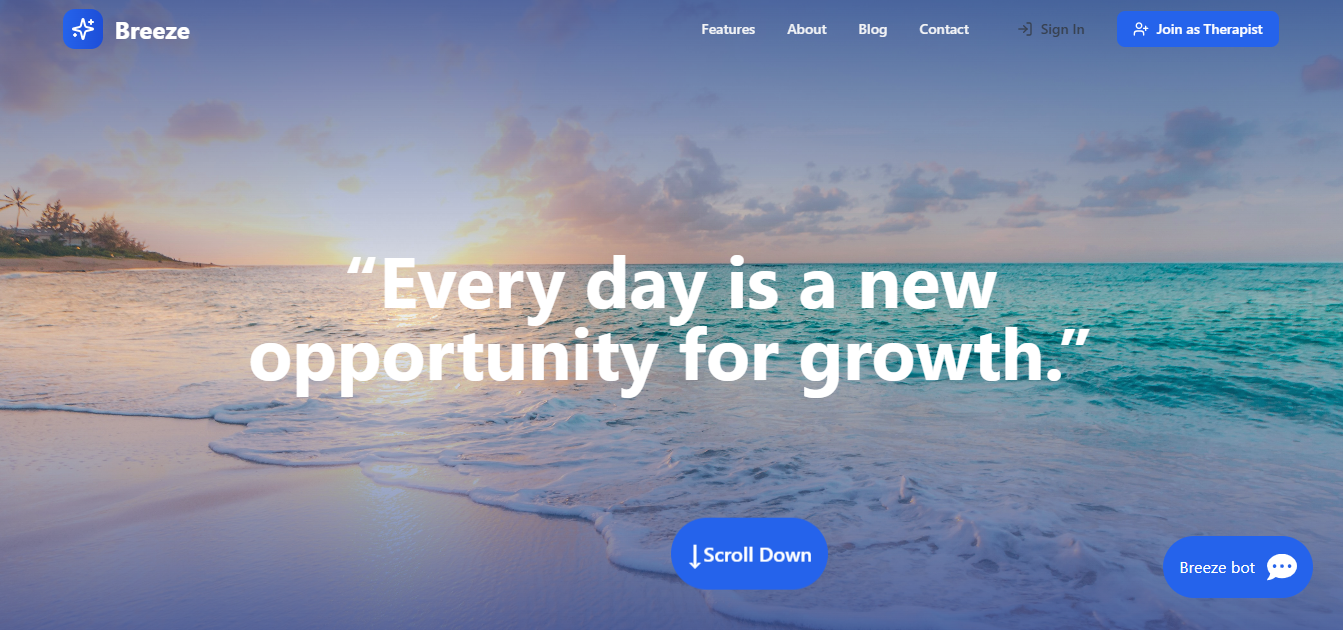 Breeze
Features
About
Blog
Contact
Sign In
Join as Therapist
“Every day is a new
opportunity for growth.”
↓Scroll Down
Breeze bot